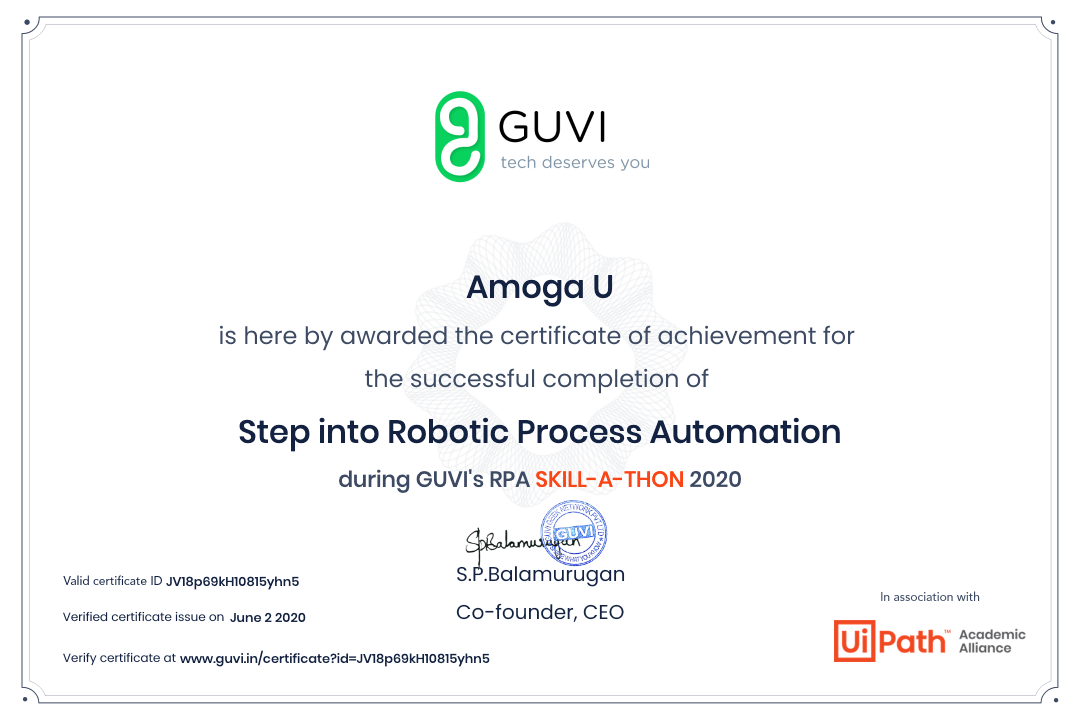 GUVI
tech deserves you
Amoga U
is here by awarded the certificate of achievement for
the successful completion of
Step into Robotic Process Automation
during GUVI's RPA SKILL-A-THON 2020
GUVI
S.P.Balamurugan
S.P.Balamurugan
Co-founder, CEO
Valid certificate ID JV18p69kH10815yhn5
Verified certificate issue on June 2 2020
Verify certificate at www.guvi.in/certificate?id=JV18p69kH10815yhn5
In association with
UiPath™ Academic
Alliance